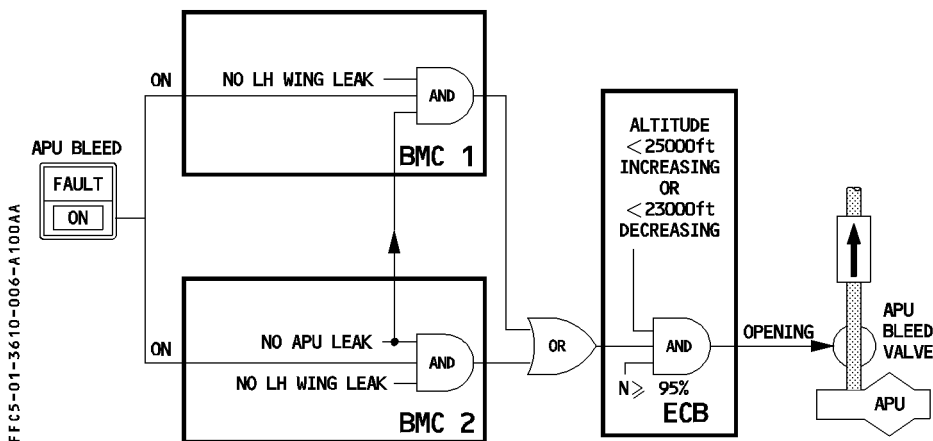 ON
NO LH WING LEAK
AND
BMC 1
APU BLEED
FAULT
ON
ON
NO APU LEAK
AND
NO LH WING LEAK
BMC 2
OR
ALTITUDE
<25000ft
INCREASING
OR
<23000ft
DECREASING
AND
N≥ 95%
ECB
OPENING
APU
BLEED
VALVE
APU
FFC5-01-3610-006-A100AA